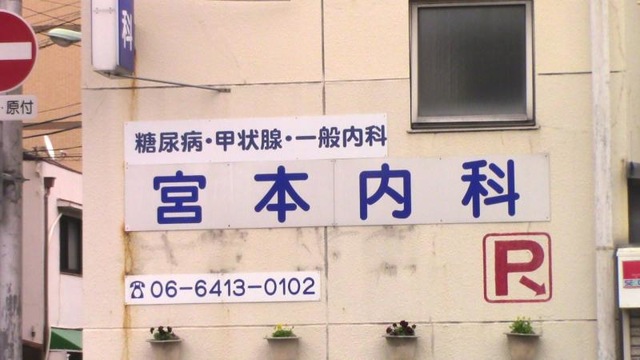 科
・原付
糖尿病・甲状腺・一般内科
宮本内科
☎06-6413-0102
P